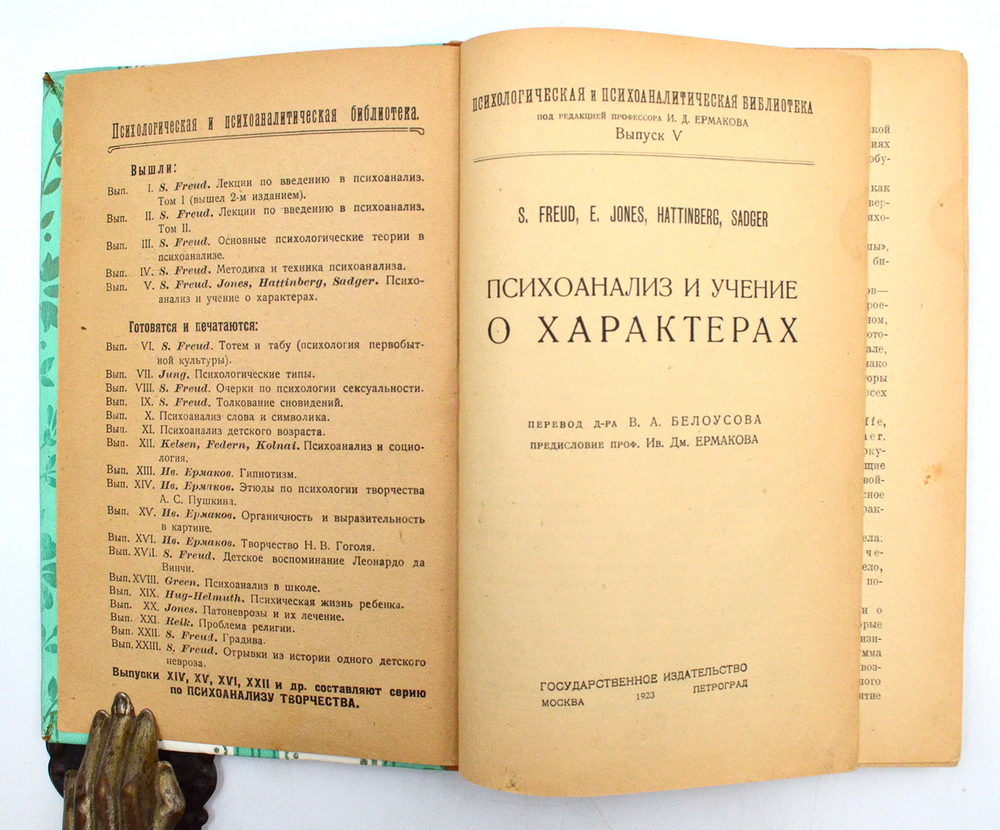 Психологическая и психоаналитическая библиотека.
Вышли:
Вып. I. S. Freud. Лекции по введению в психоанализ.
Том I (вышел 2-м изданием).
Вып. II. S. Freud. Лекции по введению в психоанализ.
Том II.
Вып. III. S. Freud. Основные психологические теории в
психоанализе.
Вып. IV. S. Freud. Методика и техника психоанализа.
Вып. V. S. Freud. Jones, Hattinberg, Sadger. Психо-
анализ и учение о характерах.
Готовятся и печатаются:
Вып. VI. S. Freud. Тотем и табу (психология первобыт-
ной культуры).
Вып. VII. Jung. Психологические типы.
Вып. VIII. S. Freud. Очерки по психологии сексуальности.
Вып. IX. S. Freud. Толкование сновидений.
Вып. X. Психоанализ слова и символика.
Вып. XI. Психоанализ детского возраста.
Вып. XII. Kelsen, Federn, Kolnai. Психоанализ и социо-
логия.
Вып. XIII. Ив. Ермаков. Гипнотизм.
Вып. XIV. Ив. Ермаков. Этюды по психологии творчества
А. С. Пушкина.
Вып. XV. Ив. Ермаков. Органичность и выразительность
в картине.
Вып. XVI. Ив. Ермаков. Творчество Н. В. Гоголя.
Вып. XVII. S. Freud. Детское воспоминание Леонардо да
Винчи.
Вып. XVIII. Green. Психоанализ в школе.
Вып. XIX. Hug-Helmuth. Психическая жизнь ребенка.
Вып. XX. Jones. Патоневрозы и их лечение.
Вып. XXI. Reik. Проблема религии.
Вып. XXII. S. Freud. Градива.
Вып. XXIII. S. Freud. Отрывки из истории одного детского
невроза.
Выпуски XIV, XV, XVI, XXII и др. составляют серию
по ПСИХОАНАЛИЗУ ТВОРЧЕСТВА.
ПСИХОЛОГИЧЕСКАЯ и ПСИХОАНАЛИТИЧЕСКАЯ БИБЛИОТЕКА
ПОД РЕДАКЦИЕЙ ПРОФЕССОРА И. Д. ЕРМАКОВА
Выпуск V
S. FREUD, E. JONES, HATTINBERG, SADGER
ПСИХОАНАЛИЗ И УЧЕНИЕ
О ХАРАКТЕРАХ
ПЕРЕВОД Д-РА В. А. БЕЛОУСОВА
ПРЕДИСЛОВИЕ ПРОФ. Ив. Дм. ЕРМАКОВА
ГОСУДАРСТВЕННОЕ ИЗДАТЕЛЬСТВО
МОСКВА 1923 ПЕТРОГРАД